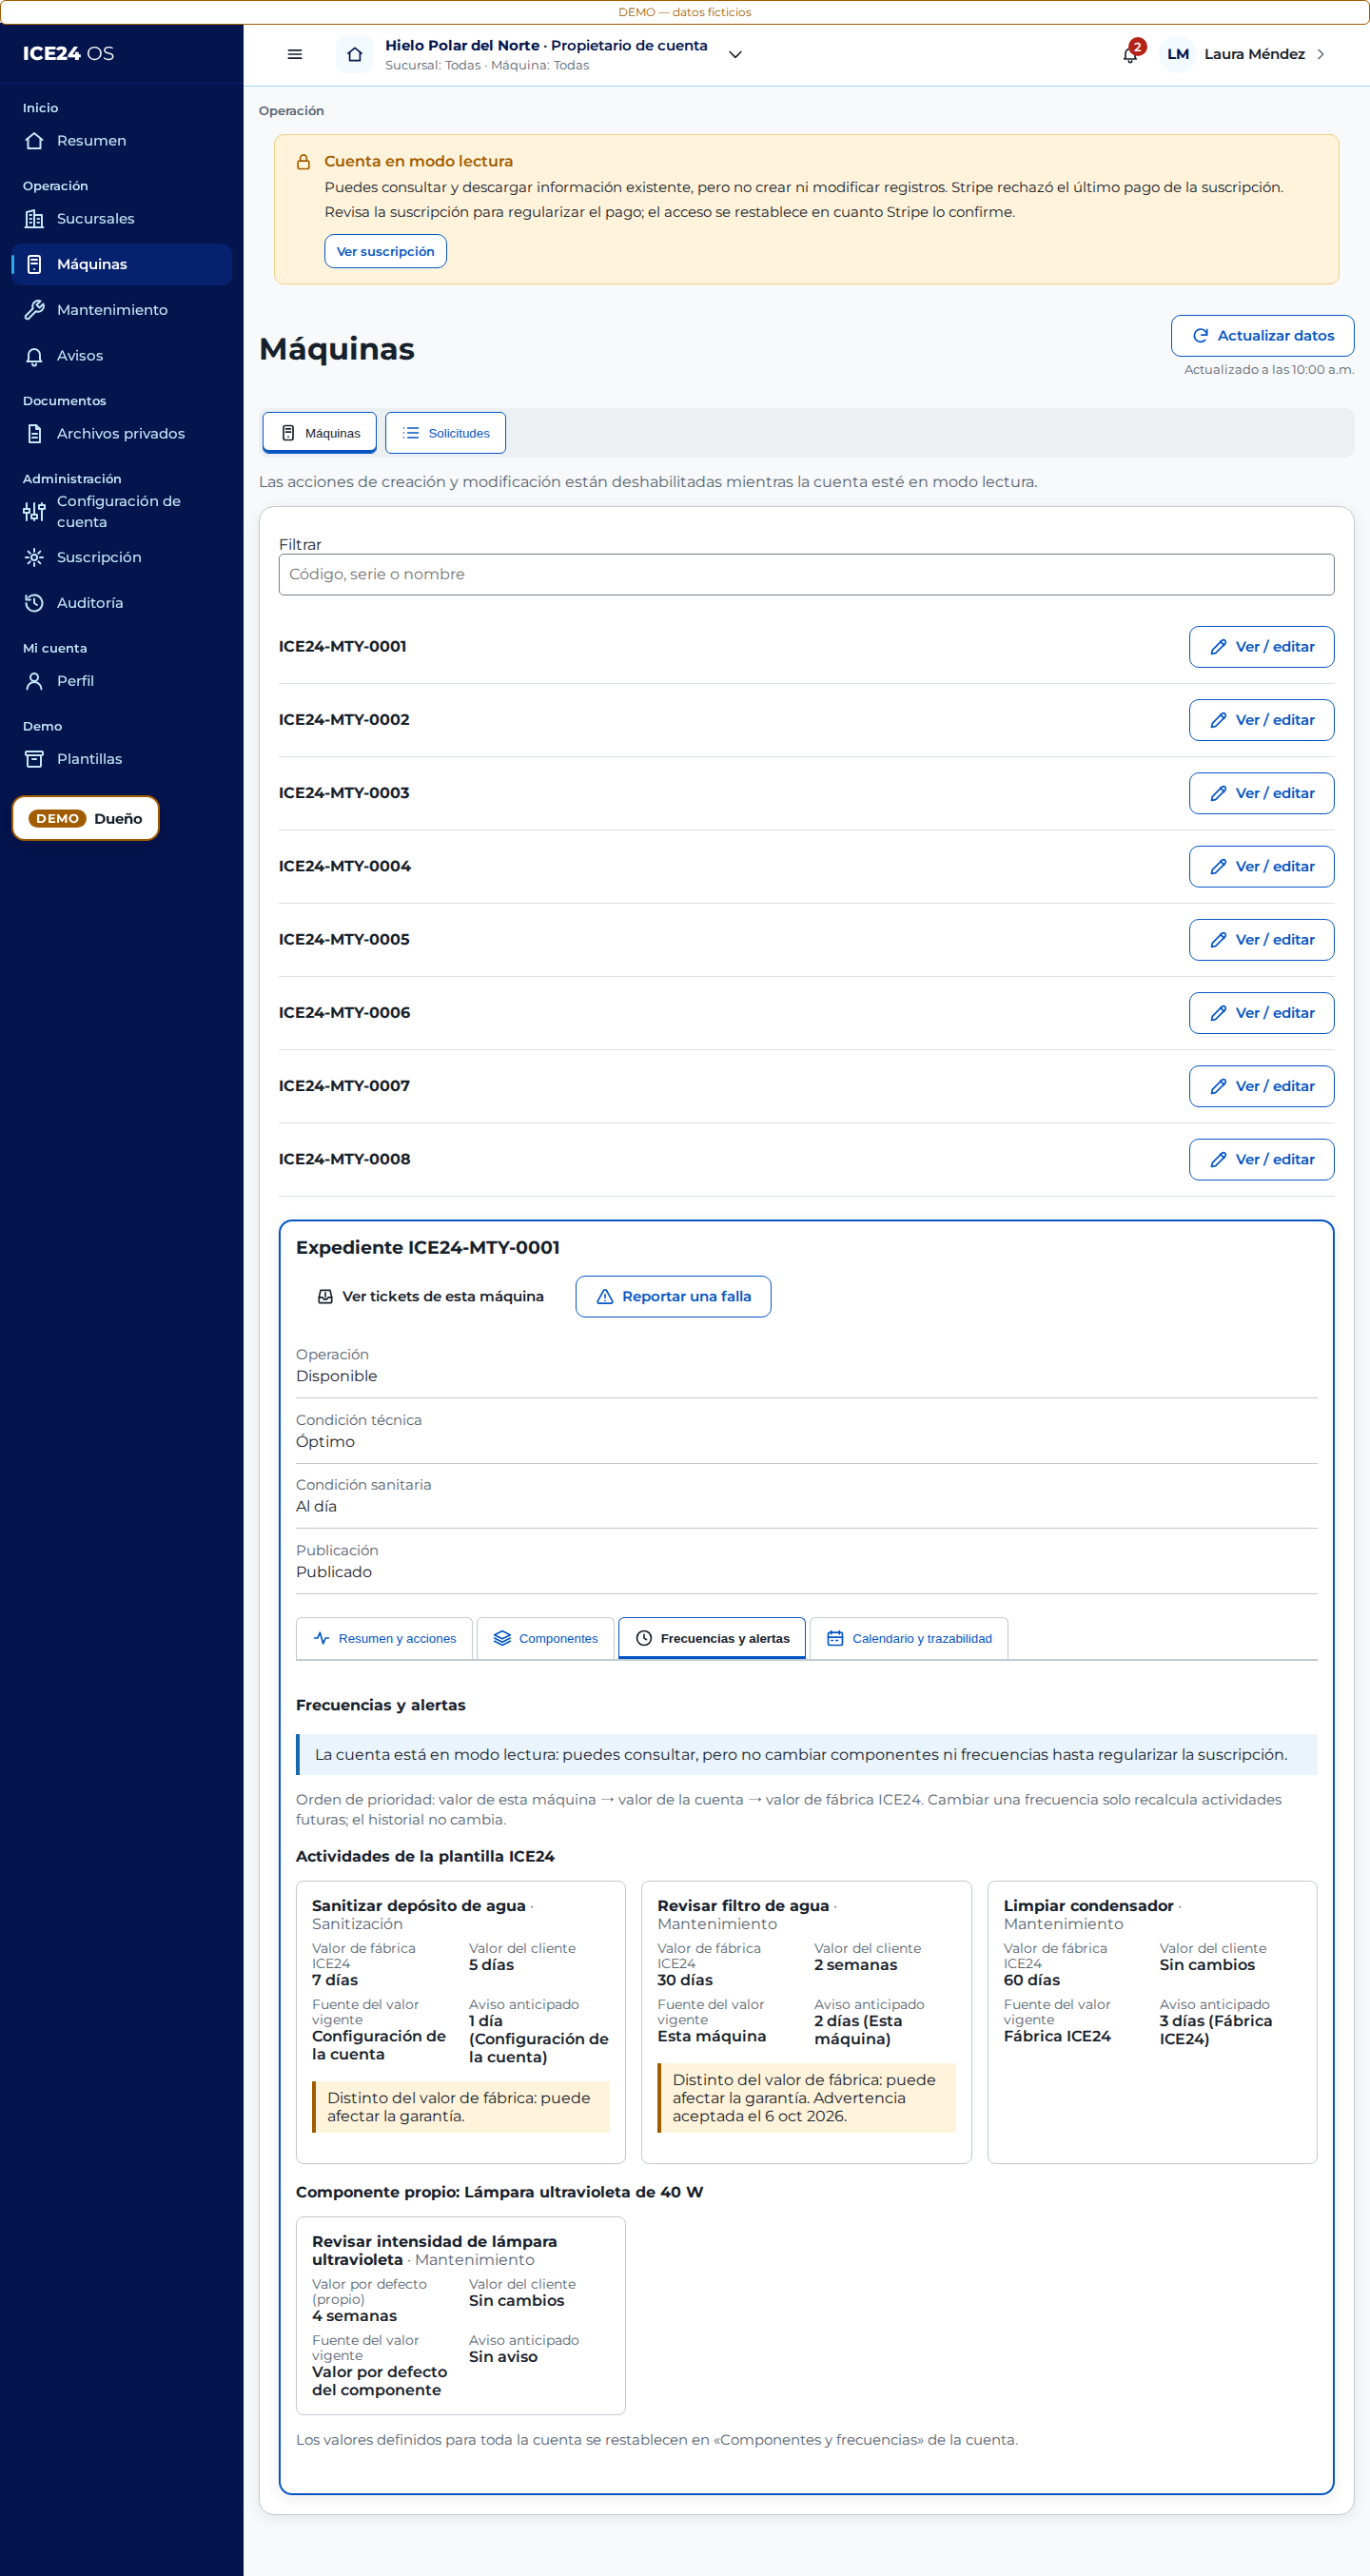 DEMO — datos ficticios
ICE24 OS
Inicio
Resumen
Operación
Sucursales
Máquinas
Mantenimiento
Avisos
Documentos
Archivos privados
Administración
Configuración de
cuenta
Suscripción
Auditoría
Mi cuenta
Perfil
Demo
Plantillas
DEMO Dueño
Hielo Polar del Norte · Propietario de cuenta
Sucursal: Todas · Máquina: Todas
2
LM Laura Méndez
Operación
Cuenta en modo lectura
Puedes consultar y descargar información existente, pero no crear ni modificar registros. Stripe rechazó el último pago de la suscripción.
Revisa la suscripción para regularizar el pago; el acceso se restablece en cuanto Stripe lo confirme.
Ver suscripción
Máquinas
Actualizar datos
Actualizado a las 10:00 a.m.
Máquinas Solicitudes
Las acciones de creación y modificación están deshabilitadas mientras la cuenta esté en modo lectura.
Filtrar
Código, serie o nombre
ICE24-MTY-0001 Ver / editar
ICE24-MTY-0002 Ver / editar
ICE24-MTY-0003 Ver / editar
ICE24-MTY-0004 Ver / editar
ICE24-MTY-0005 Ver / editar
ICE24-MTY-0006 Ver / editar
ICE24-MTY-0007 Ver / editar
ICE24-MTY-0008 Ver / editar
Expediente ICE24-MTY-0001
Ver tickets de esta máquina Reportar una falla
Operación
Disponible
Condición técnica
Óptimo
Condición sanitaria
Al día
Publicación
Publicado
Resumen y acciones Componentes Frecuencias y alertas Calendario y trazabilidad
Frecuencias y alertas
La cuenta está en modo lectura: puedes consultar, pero no cambiar componentes ni frecuencias hasta regularizar la suscripción.
Orden de prioridad: valor de esta máquina → valor de la cuenta → valor de fábrica ICE24. Cambiar una frecuencia solo recalcula actividades
futuras; el historial no cambia.
Actividades de la plantilla ICE24
Sanitizar depósito de agua ·
Sanitización
Valor de fábrica
ICE24
7 días
Valor del cliente
5 días
Fuente del valor
vigente
Configuración de
la cuenta
Aviso anticipado
1 día
(Configuración de
la cuenta)
Distinto del valor de fábrica: puede
afectar la garantía.
Revisar filtro de agua ·
Mantenimiento
Valor de fábrica
ICE24
30 días
Valor del cliente
2 semanas
Fuente del valor
vigente
Esta máquina
Aviso anticipado
2 días (Esta
máquina)
Distinto del valor de fábrica: puede
afectar la garantía. Advertencia
aceptada el 6 oct 2026.
Limpiar condensador ·
Mantenimiento
Valor de fábrica
ICE24
60 días
Valor del cliente
Sin cambios
Fuente del valor
vigente
Fábrica ICE24
Aviso anticipado
3 días (Fábrica
ICE24)
Componente propio: Lámpara ultravioleta de 40 W
Revisar intensidad de lámpara
ultravioleta · Mantenimiento
Valor por defecto
(propio)
4 semanas
Valor del cliente
Sin cambios
Fuente del valor
vigente
Valor por defecto
del componente
Aviso anticipado
Sin aviso
Los valores definidos para toda la cuenta se restablecen en «Componentes y frecuencias» de la cuenta.